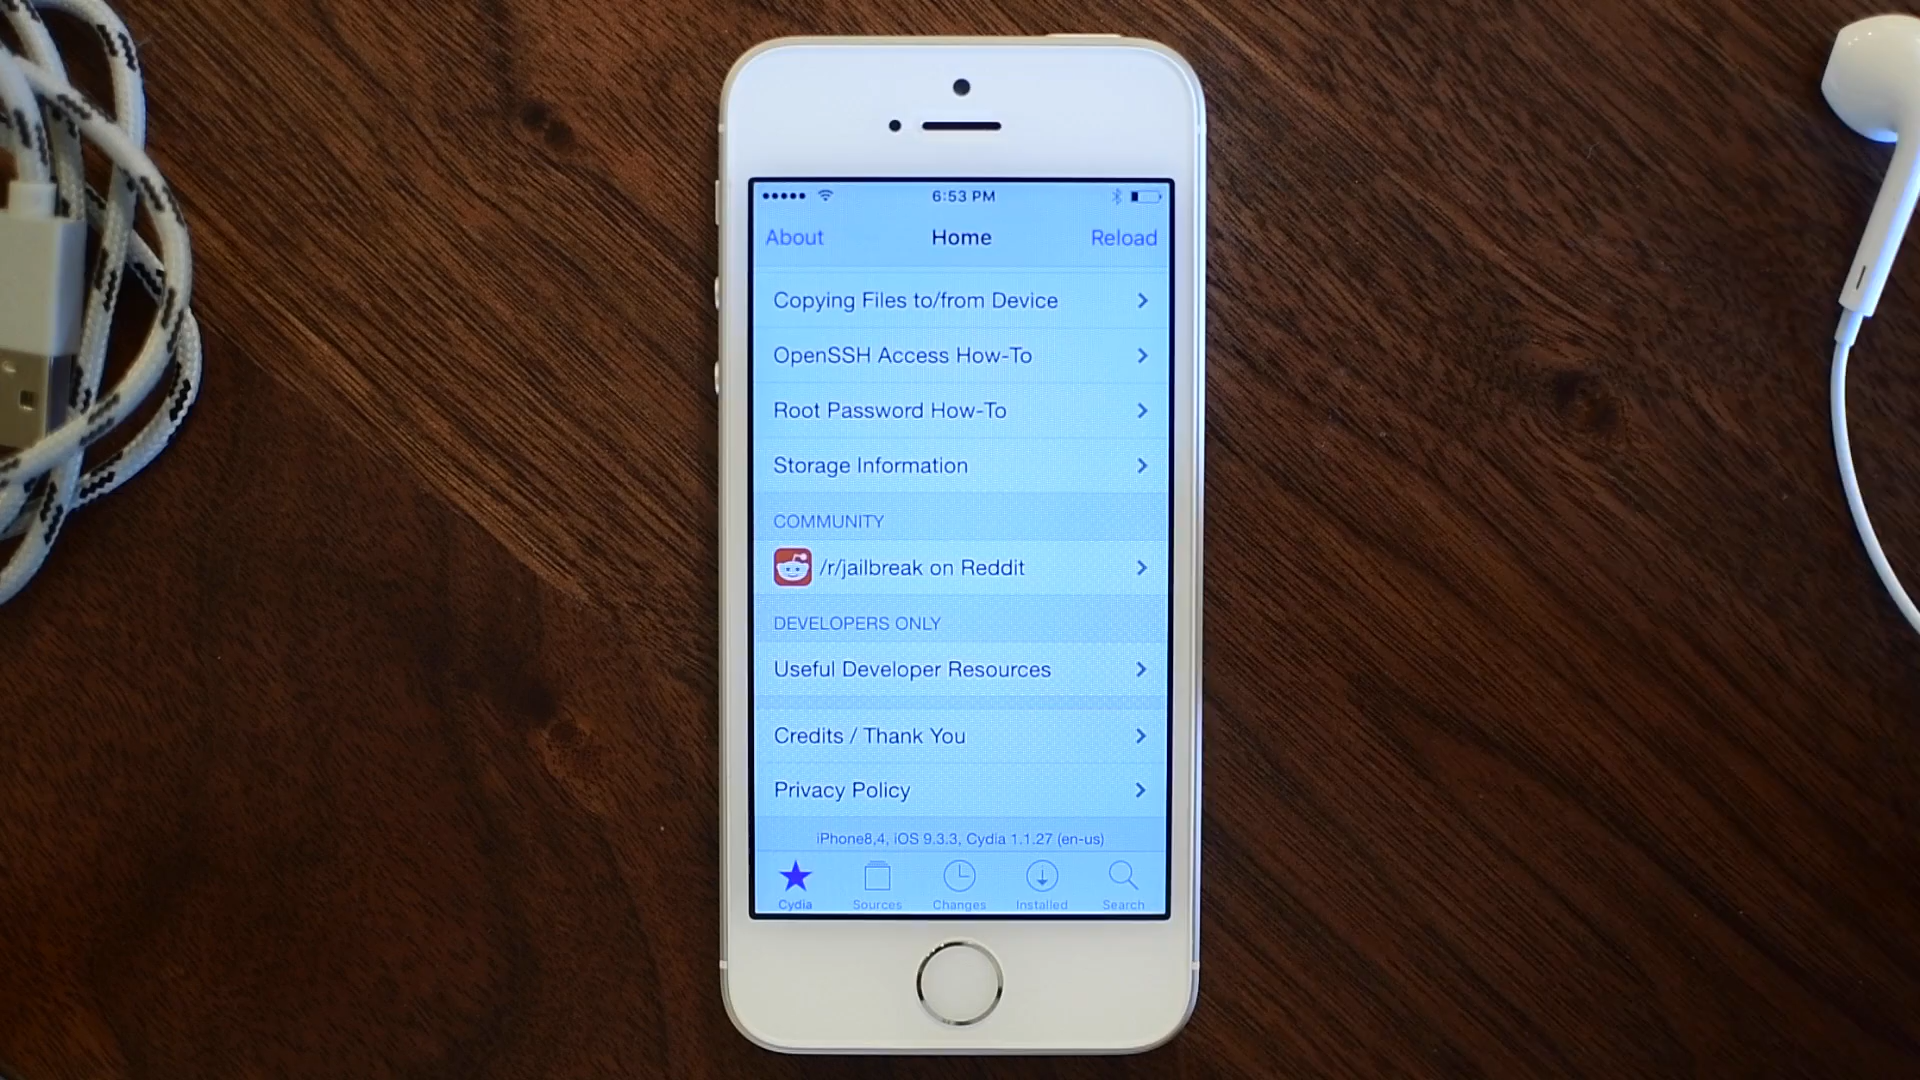 6:53 PM
About Home Reload
Copying Files to/from Device
OpenSSH Access How-To
Root Password How-To
Storage Information
COMMUNITY
/r/jailbreak on Reddit
DEVELOPERS ONLY
Useful Developer Resources
Credits / Thank You
Privacy Policy
iPhone8,4, iOS 9.3.3, Cydia 1.1.27 (en-us)
Cydia Sources Changes Installed Search